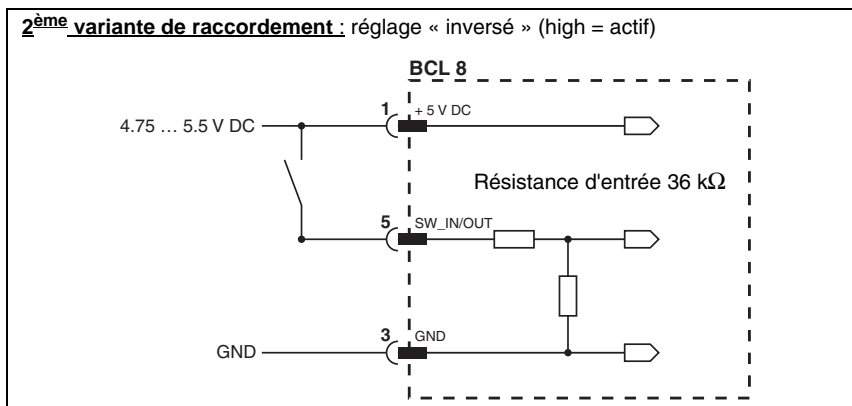 2ème variante de raccordement : réglage « inversé » (high = actif)
BCL 8
4.75 … 5.5 V DC
1
+ 5 V DC
Résistance d'entrée 36 kΩ
5
SW_IN/OUT
GND
3
GND